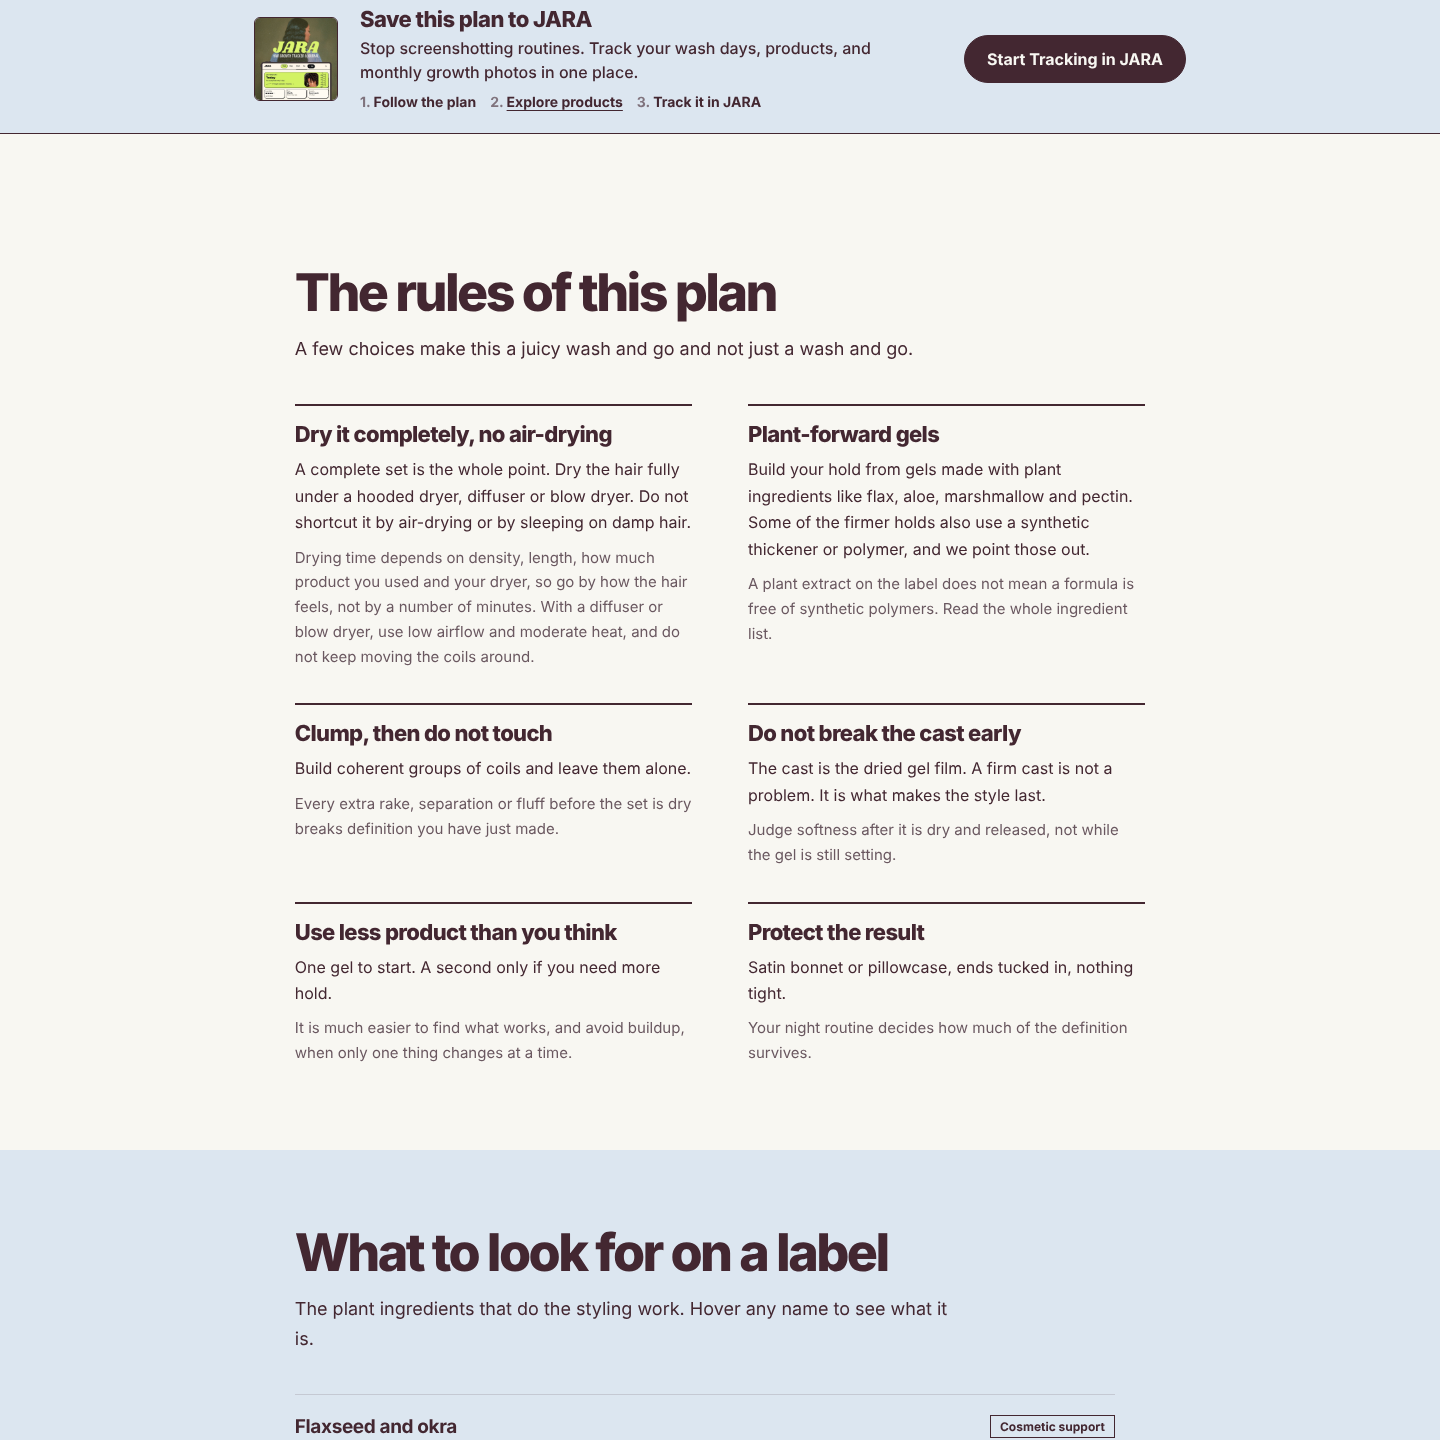 JARA
Save this plan to JARA
Stop screenshotting routines. Track your wash days, products, and
monthly growth photos in one place.
1. Follow the plan 2. Explore products 3. Track it in JARA
Start Tracking in JARA
The rules of this plan
A few choices make this a juicy wash and go and not just a wash and go.
Dry it completely, no air-drying
A complete set is the whole point. Dry the hair fully
under a hooded dryer, diffuser or blow dryer. Do not
shortcut it by air-drying or by sleeping on damp hair.
Drying time depends on density, length, how much
product you used and your dryer, so go by how the hair
feels, not by a number of minutes. With a diffuser or
blow dryer, use low airflow and moderate heat, and do
not keep moving the coils around.
Plant-forward gels
Build your hold from gels made with plant
ingredients like flax, aloe, marshmallow and pectin.
Some of the firmer holds also use a synthetic
thickener or polymer, and we point those out.
A plant extract on the label does not mean a formula is
free of synthetic polymers. Read the whole ingredient
list.
Clump, then do not touch
Build coherent groups of coils and leave them alone.
Every extra rake, separation or fluff before the set is dry
breaks definition you have just made.
Do not break the cast early
The cast is the dried gel film. A firm cast is not a
problem. It is what makes the style last.
Judge softness after it is dry and released, not while
the gel is still setting.
Use less product than you think
One gel to start. A second only if you need more
hold.
It is much easier to find what works, and avoid buildup,
when only one thing changes at a time.
Protect the result
Satin bonnet or pillowcase, ends tucked in, nothing
tight.
Your night routine decides how much of the definition
survives.
What to look for on a label
The plant ingredients that do the styling work. Hover any name to see what it
is.
Flaxseed and okra
Cosmetic support